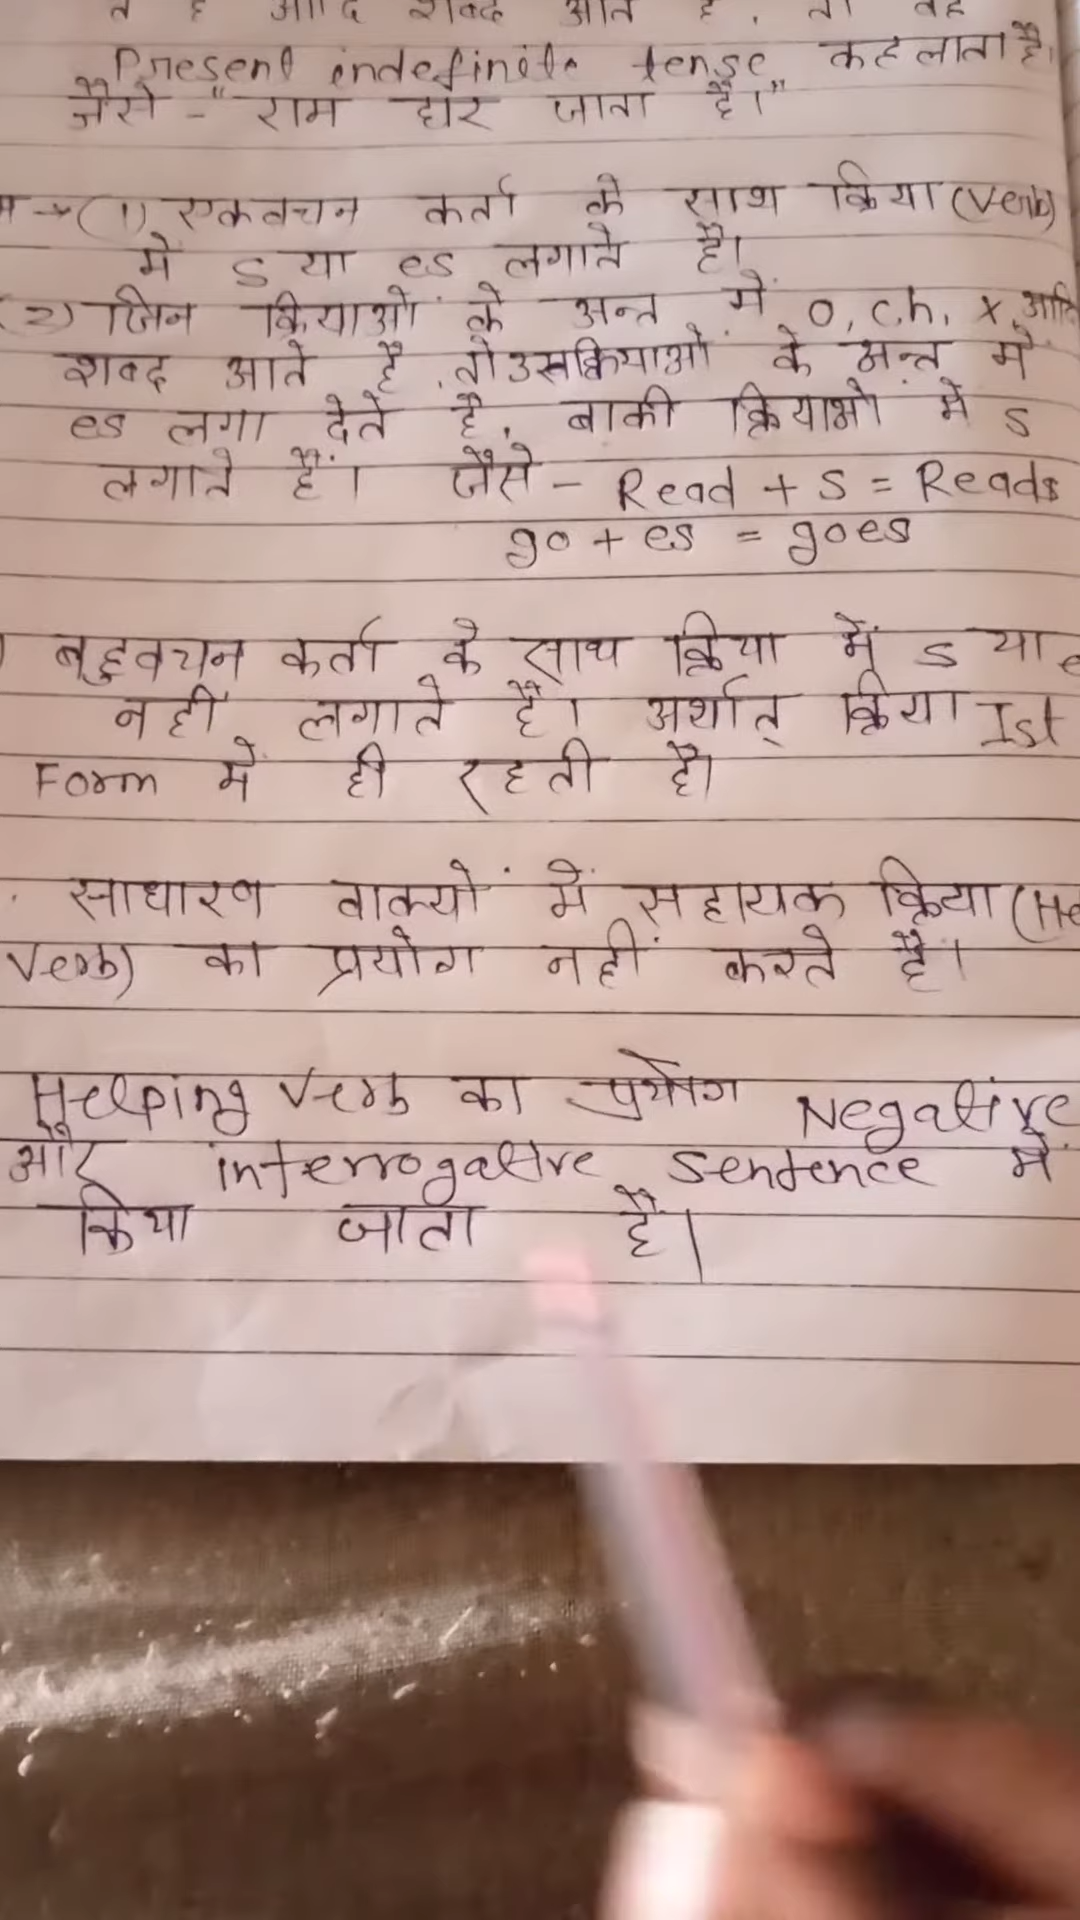 Present indefinite tense कहलाता है।
जैसे - "राम घर जाता है।"
→ (1) एकवचन कर्ता के साथ क्रिया (Verb)
में s या es लगाते है।
(2) जिन क्रियाओं के अन्त में o, ch, x आदि
शब्द आते है, तो उस क्रियाओं के अन्त में
es लगा देते है, बाकी क्रियाओ में s
लगाते हैं। जैसे - Read + s = Reads
go + es = goes
बहुवचन कर्ता के साथ क्रिया में s या e
नहीं लगाते है। अर्थात् क्रिया Ist
Form में ही रहती है।
साधारण वाक्यों में सहायक क्रिया (He
Verb) का प्रयोग नहीं करते है।
Helping Verb का प्रयोग Negative
और interrogative sentence में
किया जाता है।